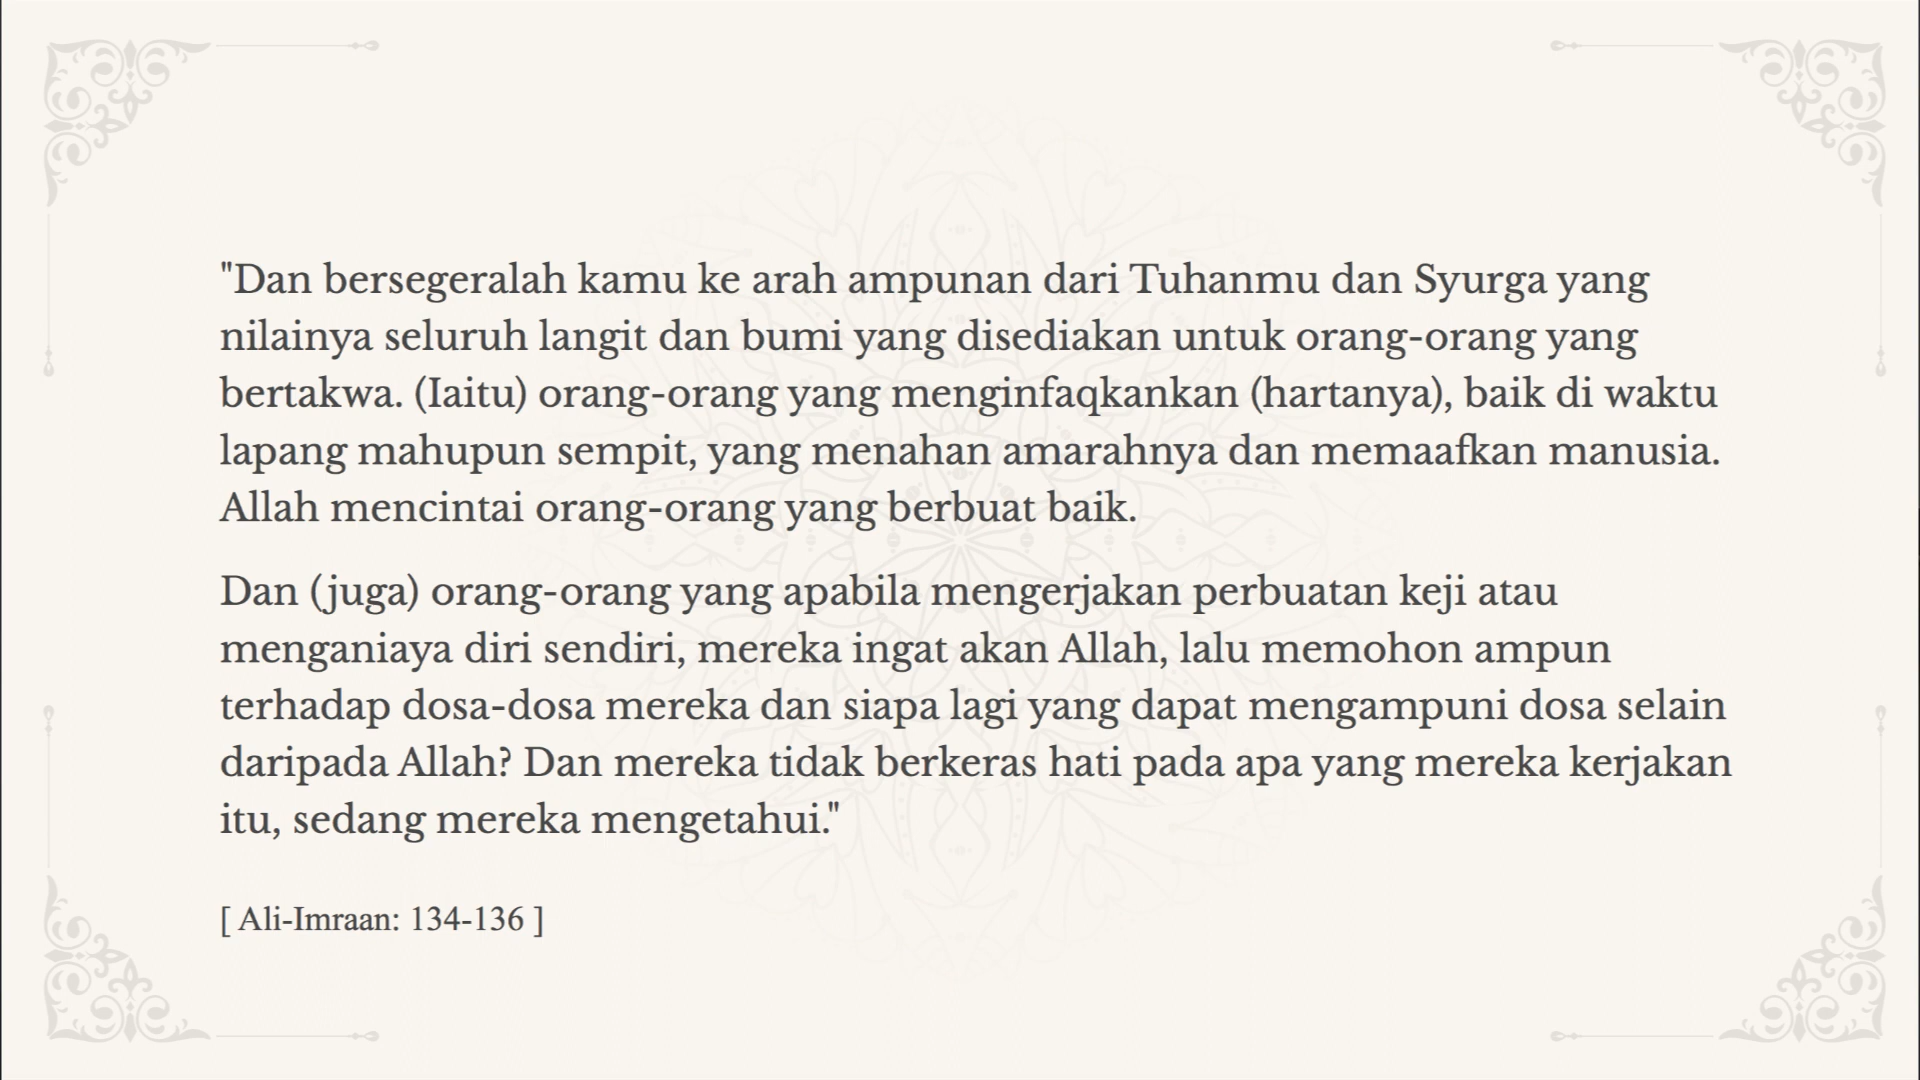 "Dan bersegeralah kamu ke arah ampunan dari Tuhanmu dan Syurga yang
nilainya seluruh langit dan bumi yang disediakan untuk orang-orang yang
bertakwa. (Iaitu) orang-orang yang menginfaqkankan (hartanya), baik di waktu
lapang mahupun sempit, yang menahan amarahnya dan memaafkan manusia.
Allah mencintai orang-orang yang berbuat baik.
Dan (juga) orang-orang yang apabila mengerjakan perbuatan keji atau
menganiaya diri sendiri, mereka ingat akan Allah, lalu memohon ampun
terhadap dosa-dosa mereka dan siapa lagi yang dapat mengampuni dosa selain
daripada Allah? Dan mereka tidak berkeras hati pada apa yang mereka kerjakan
itu, sedang mereka mengetahui."
[ Ali-Imraan: 134-136 ]